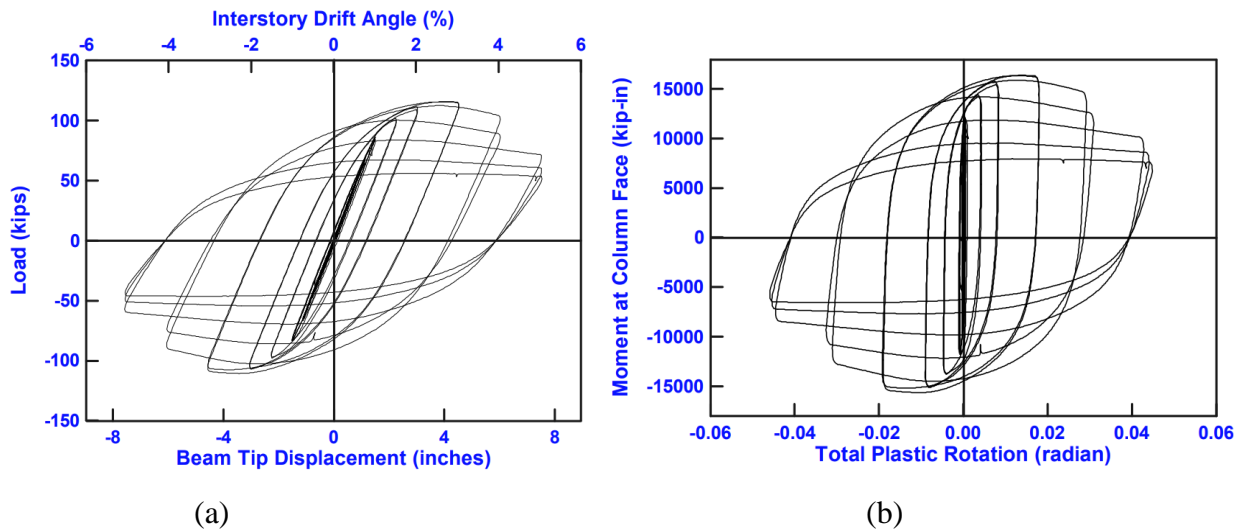 Interstory Drift Angle (%)
-6 -4 -2 0 2 4 6
150
100
50
0
-50
-100
-150
Load (kips)
-8 -4 0 4 8
Beam Tip Displacement (inches)
(a)
15000
10000
5000
0
-5000
-10000
-15000
Moment at Column Face (kip-in)
-0.06 -0.04 -0.02 0.00 0.02 0.04 0.06
Total Plastic Rotation (radian)
(b)